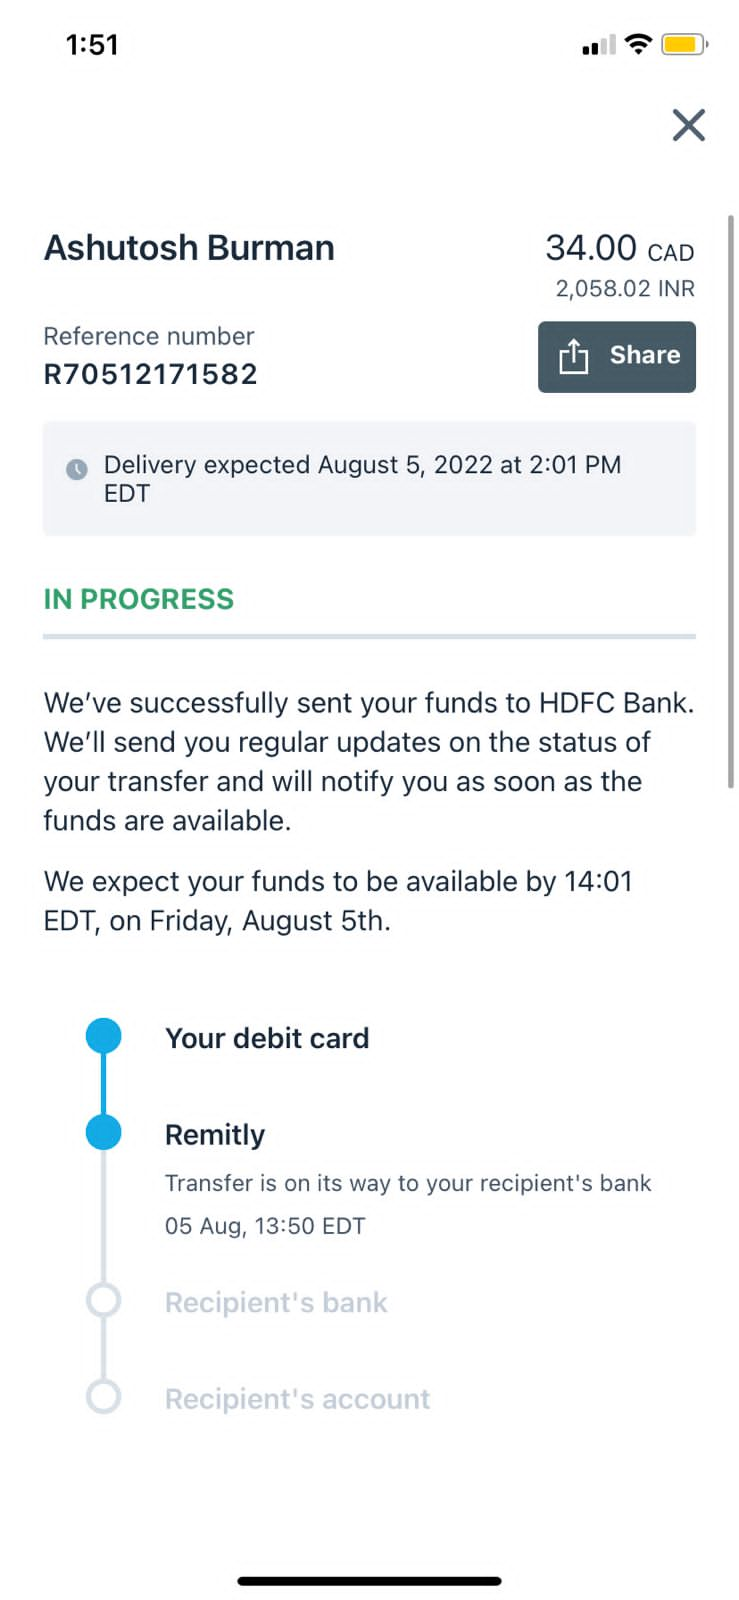 1:51
Ashutosh Burman
34.00 CAD
2,058.02 INR
Reference number
R70512171582
Share
Delivery expected August 5, 2022 at 2:01 PM
EDT
IN PROGRESS
We’ve successfully sent your funds to HDFC Bank.
We’ll send you regular updates on the status of
your transfer and will notify you as soon as the
funds are available.
We expect your funds to be available by 14:01
EDT, on Friday, August 5th.
Your debit card
Remitly
Transfer is on its way to your recipient's bank
05 Aug, 13:50 EDT
Recipient's bank
Recipient's account